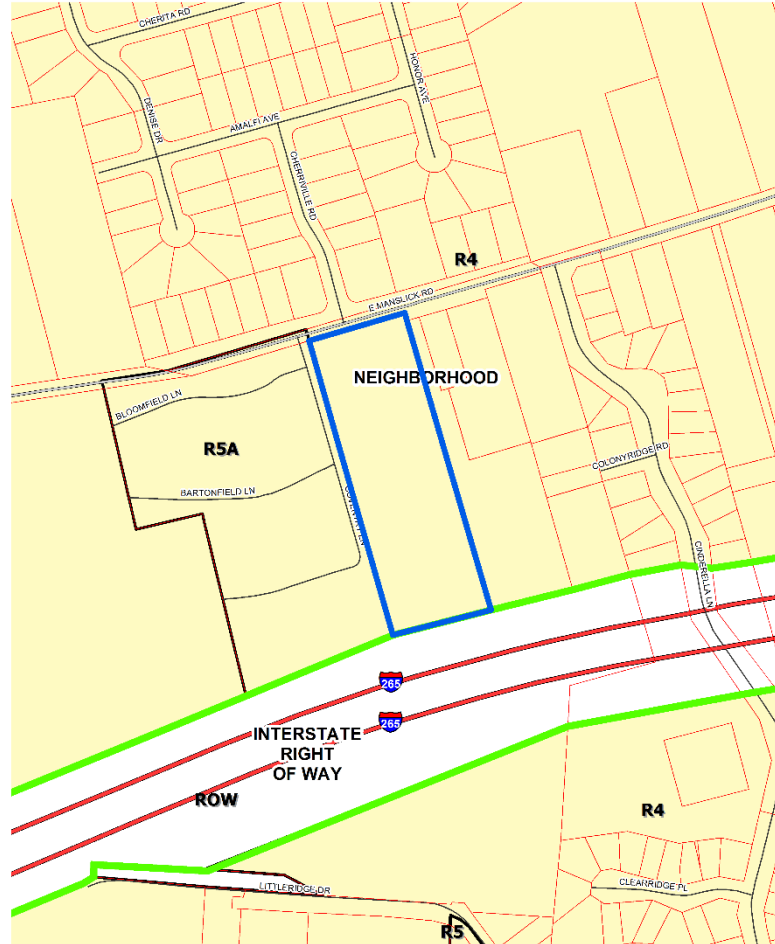 CHERITA RD
HONOR AVE
DENISE DR
AMALFI AVE
CHERRIVILLE RD
R4
E MANSLICK RD
NEIGHBORHOOD
BLOOMFIELD LN
R5A
COLONYRIDGE RD
BARTONFIELD LN
CINDERELLA LN
265
265
INTERSTATE
RIGHT
OF WAY
ROW
R4
CLEARRIDGE PL
LITTLERIDGE DR
R5